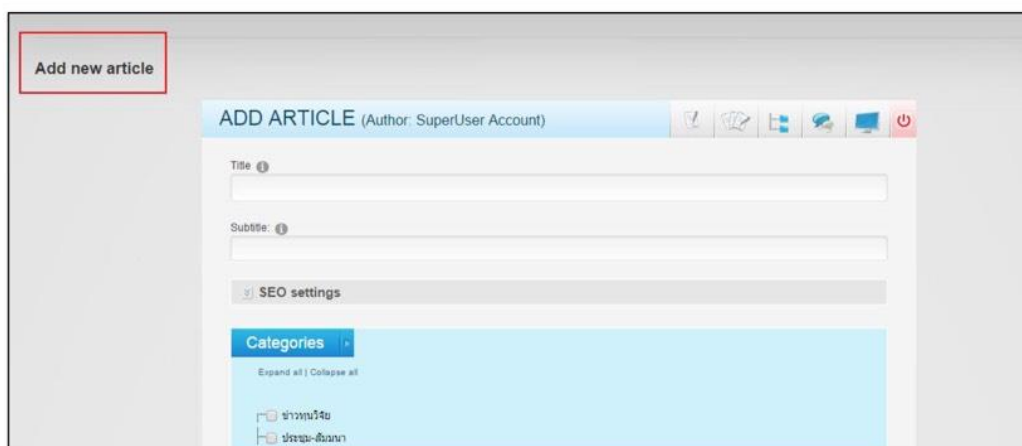 Add new article
ADD ARTICLE (Author: SuperUser Account)
Title
Subtitle:
SEO settings
Categories
Expand all | Collapse all
ข่าวทุนวิจัย
ประชุม-สัมมนา